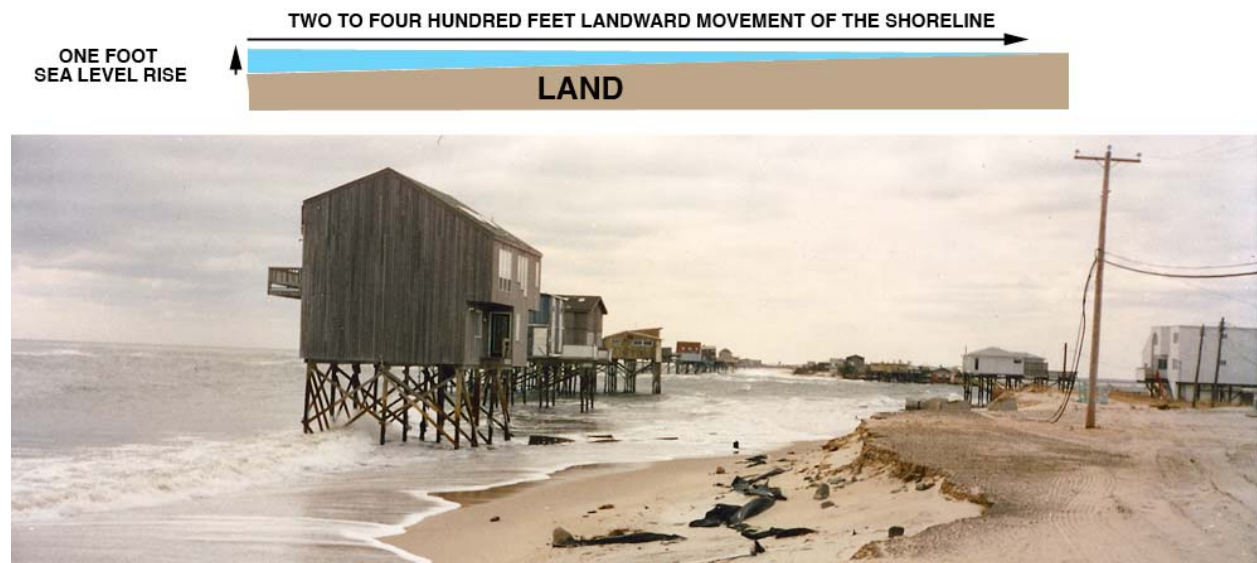 TWO TO FOUR HUNDRED FEET LANDWARD MOVEMENT OF THE SHORELINE
ONE FOOT
SEA LEVEL RISE
LAND